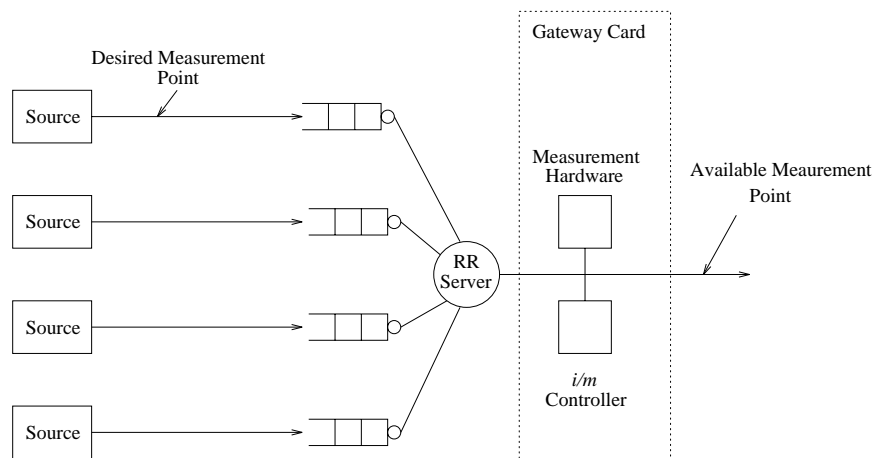 Gateway Card
Desired Measurement
Point
Source
Measurement
Hardware
Available Meaurement
Point
Source
RR
Server
Source
i/m
Controller
Source